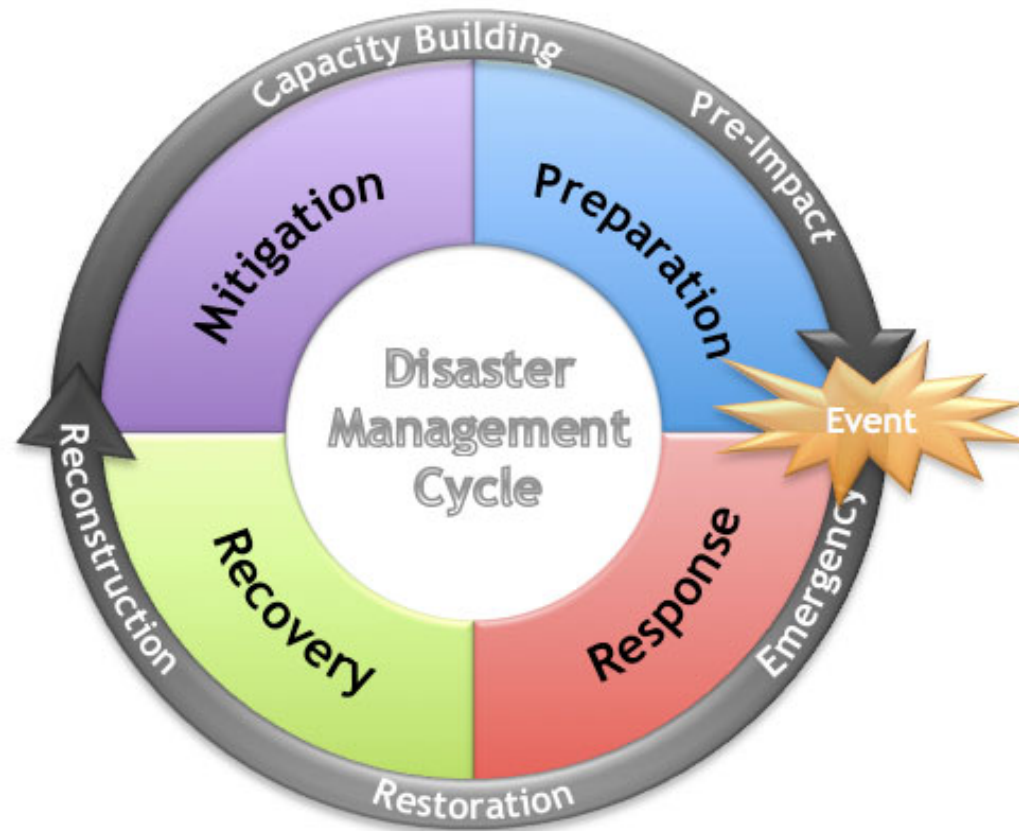 Capacity Building
Pre-Impact
Mitigation
Preparation
Disaster
Management
Cycle
Event
Reconstruction
Recovery
Response
Emergency
Restoration